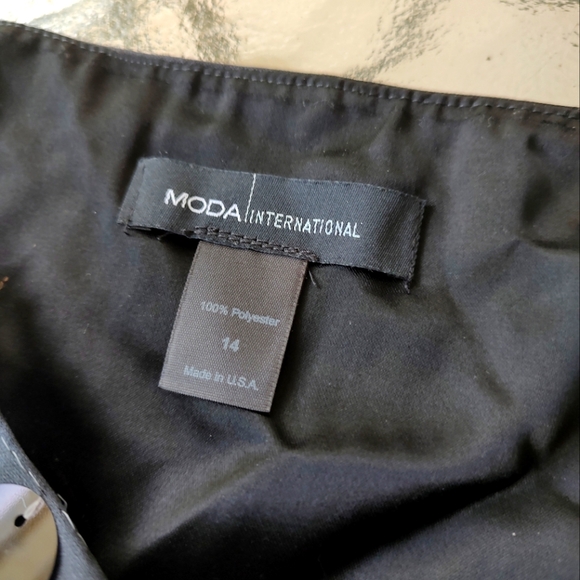 MODA INTERNATIONAL
100% Polyester
14
Made in U.S.A.